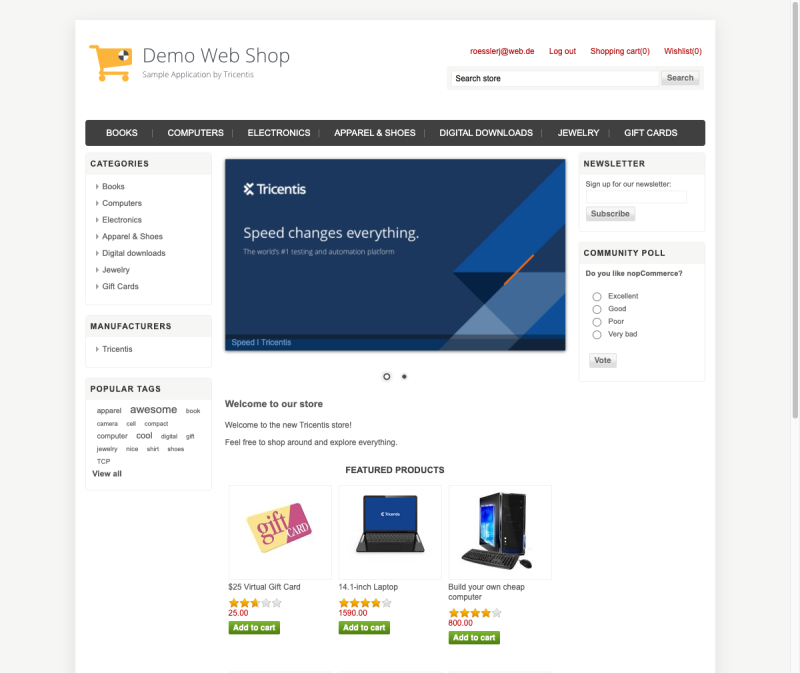 Demo Web Shop
Sample Application by Tricentis
roesslerj@web.de Log out Shopping cart(0) Wishlist(0)
Search store Search
BOOKS COMPUTERS ELECTRONICS APPAREL & SHOES DIGITAL DOWNLOADS JEWELRY GIFT CARDS
CATEGORIES
Books
Computers
Electronics
Apparel & Shoes
Digital downloads
Jewelry
Gift Cards
MANUFACTURERS
Tricentis
POPULAR TAGS
apparel awesome book
camera cell compact
computer cool digital gift
jewelry nice shirt shoes
TCP
View all
Tricentis
Speed changes everything.
The world's #1 testing and automation platform
Speed I Tricentis
Welcome to our store
Welcome to the new Tricentis store!
Feel free to shop around and explore everything.
FEATURED PRODUCTS
gift CARD
$25 Virtual Gift Card
25.00
Add to cart
Tricentis
14.1-inch Laptop
1590.00
Add to cart
Build your own cheap
computer
800.00
Add to cart
NEWSLETTER
Sign up for our newsletter:
Subscribe
COMMUNITY POLL
Do you like nopCommerce?
Excellent
Good
Poor
Very bad
Vote